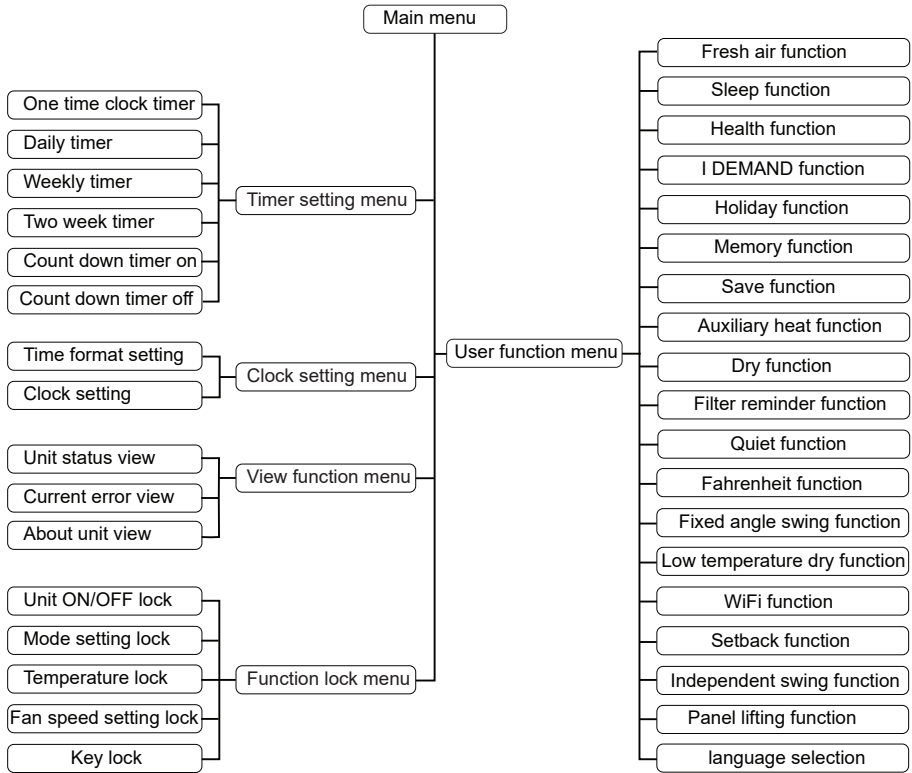 Main menu
One time clock timer
Daily timer
Weekly timer
Two week timer
Count down timer on
Count down timer off
Timer setting menu
Time format setting
Clock setting
Clock setting menu
Unit status view
Current error view
About unit view
View function menu
Unit ON/OFF lock
Mode setting lock
Temperature lock
Fan speed setting lock
Key lock
Function lock menu
User function menu
Fresh air function
Sleep function
Health function
I DEMAND function
Holiday function
Memory function
Save function
Auxiliary heat function
Dry function
Filter reminder function
Quiet function
Fahrenheit function
Fixed angle swing function
Low temperature dry function
WiFi function
Setback function
Independent swing function
Panel lifting function
language selection